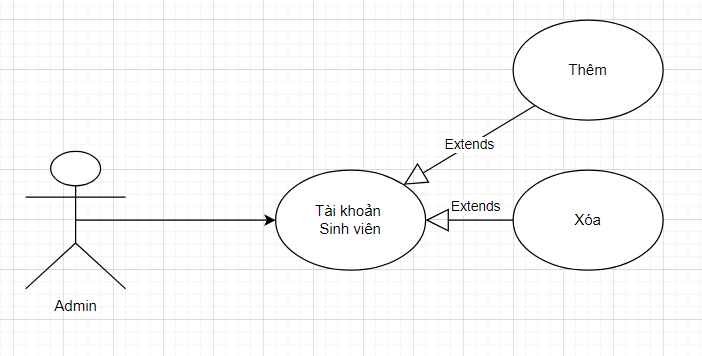 Thêm
Extends
Extends
Tài khoản
Sinh viên
Xóa
Admin